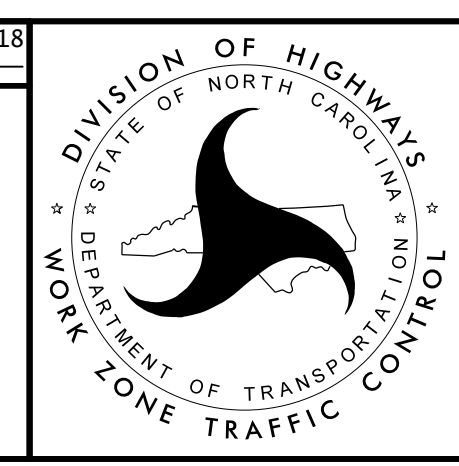 18
DIVISION OF HIGHWAYS
STATE OF NORTH CAROLINA
DEPARTMENT OF TRANSPORTATION
WORK ZONE TRAFFIC CONTROL